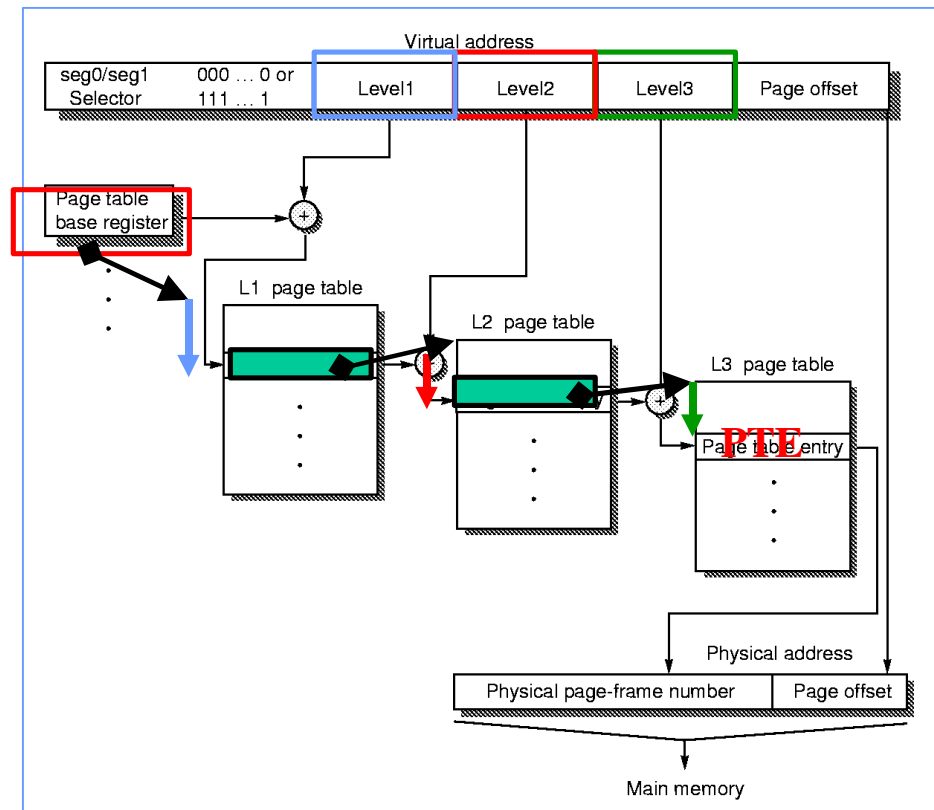 Virtual address
seg0/seg1 000 ... 0 or
Selector 111 ... 1
Level1
Level2
Level3
Page offset
Page table
base register
+
L1 page table
L2 page table
+
L3 page table
+
PTE
Page table entry
Physical address
Physical page-frame number
Page offset
Main memory